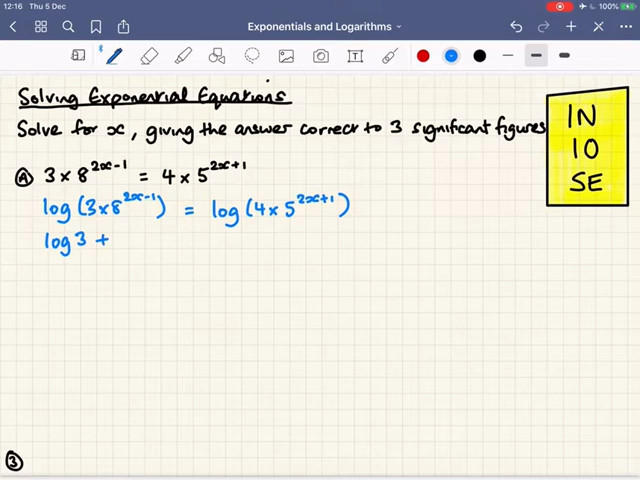 12:16 Thu 5 Dec
100%
Exponentials and Logarithms
Solving Exponential Equations
Solve for x, giving the answer correct to 3 significant figures
IN
10
SE
Ⓐ 3 × 8^(2x-1) = 4 × 5^(2x+1)
log(3×8^(2x-1)) = log(4×5^(2x+1))
log 3 +
③